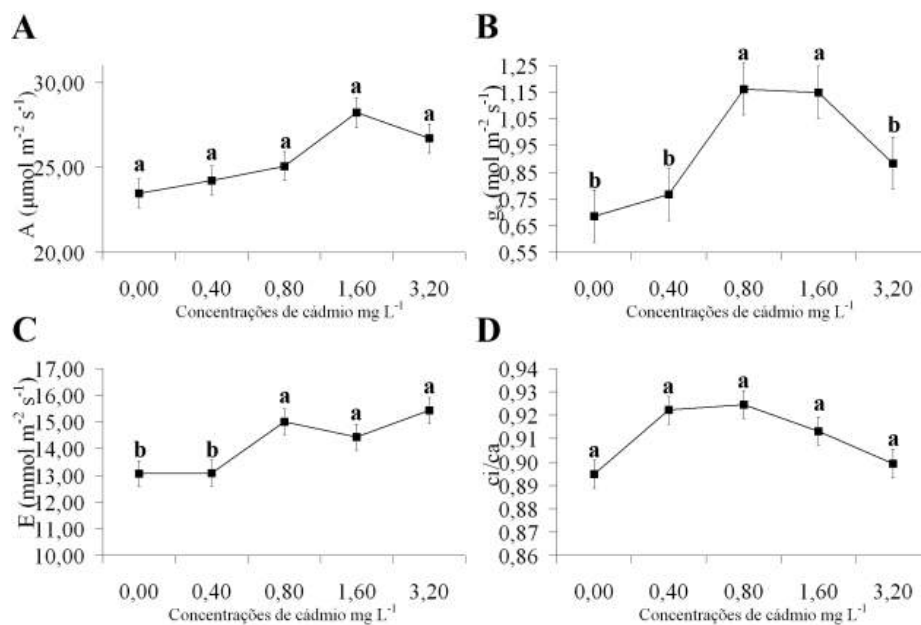 A
A (μmol m⁻² s⁻¹)
30,00
25,00
20,00
a a a a a
0,00 0,40 0,80 1,60 3,20
Concentrações de cádmio mg L⁻¹
B
gₛ (mol m⁻² s⁻¹)
1,25
1,15
1,05
0,95
0,85
0,75
0,65
0,55
b b a a b
0,00 0,40 0,80 1,60 3,20
Concentrações de cádmio mg L⁻¹
C
E (mmol m⁻² s⁻¹)
17,00
16,00
15,00
14,00
13,00
12,00
11,00
10,00
b b a a a
0,00 0,40 0,80 1,60 3,20
Concentrações de cádmio mg L⁻¹
D
ci/ca
0,94
0,93
0,92
0,91
0,90
0,89
0,88
0,87
0,86
a a a a a
0,00 0,40 0,80 1,60 3,20
Concentrações de cádmio mg L⁻¹